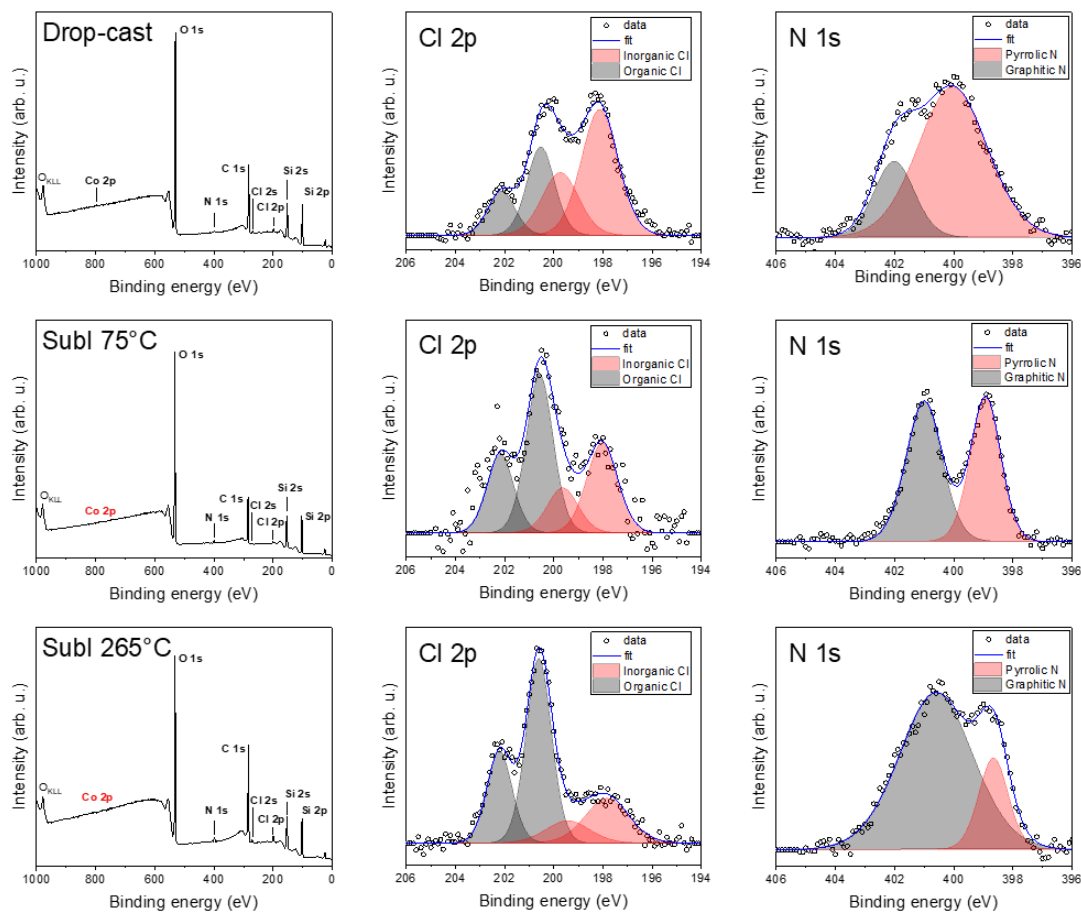 Drop-cast
O 1s
O KLL
Co 2p
N 1s
C 1s
Cl 2s
Cl 2p
Si 2s
Si 2p
Intensity (arb. u.)
1000 800 600 400 200 0
Binding energy (eV)
Cl 2p
data
fit
Inorganic Cl
Organic Cl
Intensity (arb. u.)
206 204 202 200 198 196 194
Binding energy (eV)
N 1s
data
fit
Pyrrolic N
Graphitic N
Intensity (arb. u.)
406 404 402 400 398 396
Binding energy (eV)
Subl 75°C
O 1s
O KLL
Co 2p
N 1s
C 1s
Cl 2s
Cl 2p
Si 2s
Si 2p
Intensity (arb. u.)
1000 800 600 400 200 0
Binding energy (eV)
Cl 2p
data
fit
Inorganic Cl
Organic Cl
Intensity (arb. u.)
206 204 202 200 198 196 194
Binding energy (eV)
N 1s
data
fit
Pyrrolic N
Graphitic N
Intensity (arb. u.)
406 404 402 400 398 396
Binding energy (eV)
Subl 265°C
O 1s
O KLL
Co 2p
N 1s
C 1s
Cl 2s
Cl 2p
Si 2s
Si 2p
Intensity (arb. u.)
1000 800 600 400 200 0
Binding energy (eV)
Cl 2p
data
fit
Inorganic Cl
Organic Cl
Intensity (arb. u.)
206 204 202 200 198 196 194
Binding energy (eV)
N 1s
data
fit
Pyrrolic N
Graphitic N
Intensity (arb. u.)
406 404 402 400 398 396
Binding energy (eV)